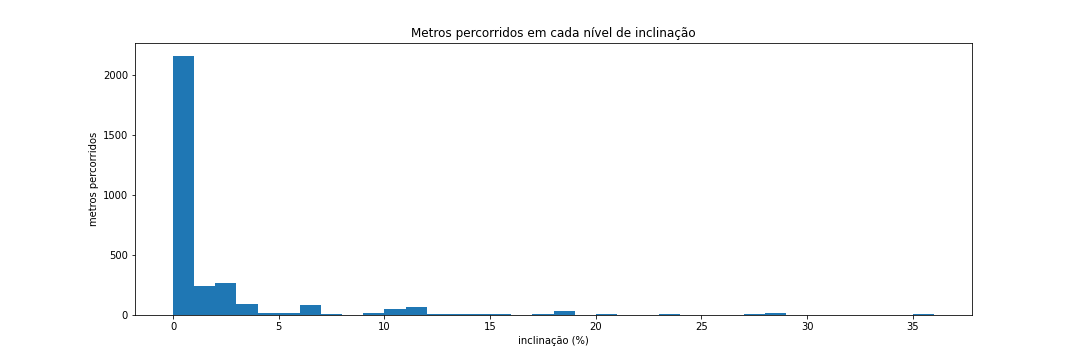 Metros percorridos em cada nível de inclinação
metros percorridos
2000
1500
1000
500
0
0 5 10 15 20 25 30 35
inclinação (%)